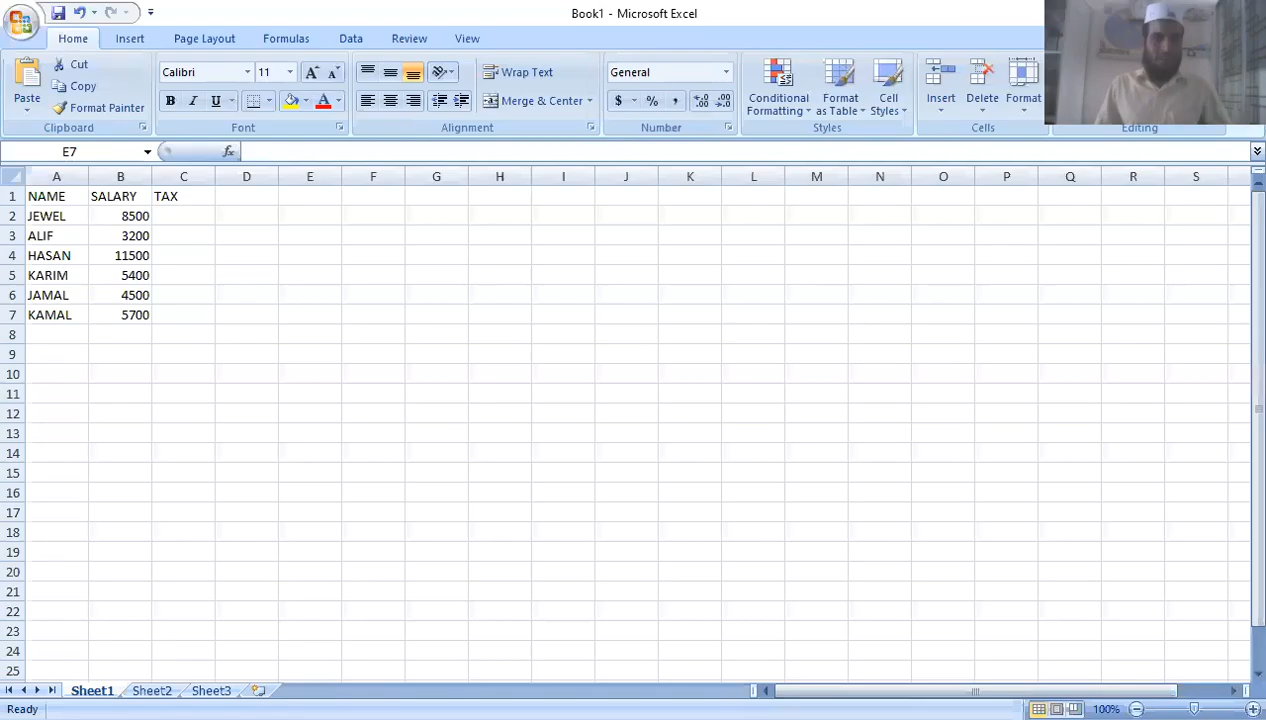 Book1 - Microsoft Excel
Home Insert Page Layout Formulas Data Review View
Paste
Cut
Copy
Format Painter
Clipboard
Calibri 11
B I U
Font
Wrap Text
Merge & Center
Alignment
General
$ % ,
Number
Conditional Formatting
Format as Table
Cell Styles
Styles
Insert Delete Format
Cells
Editing
E7 fx
A B C D E F G H I J K L M N O P Q R S
1 NAME SALARY TAX
2 JEWEL 8500
3 ALIF 3200
4 HASAN 11500
5 KARIM 5400
6 JAMAL 4500
7 KAMAL 5700
8
9
10
11
12
13
14
15
16
17
18
19
20
21
22
23
24
25
Sheet1 Sheet2 Sheet3
Ready 100%